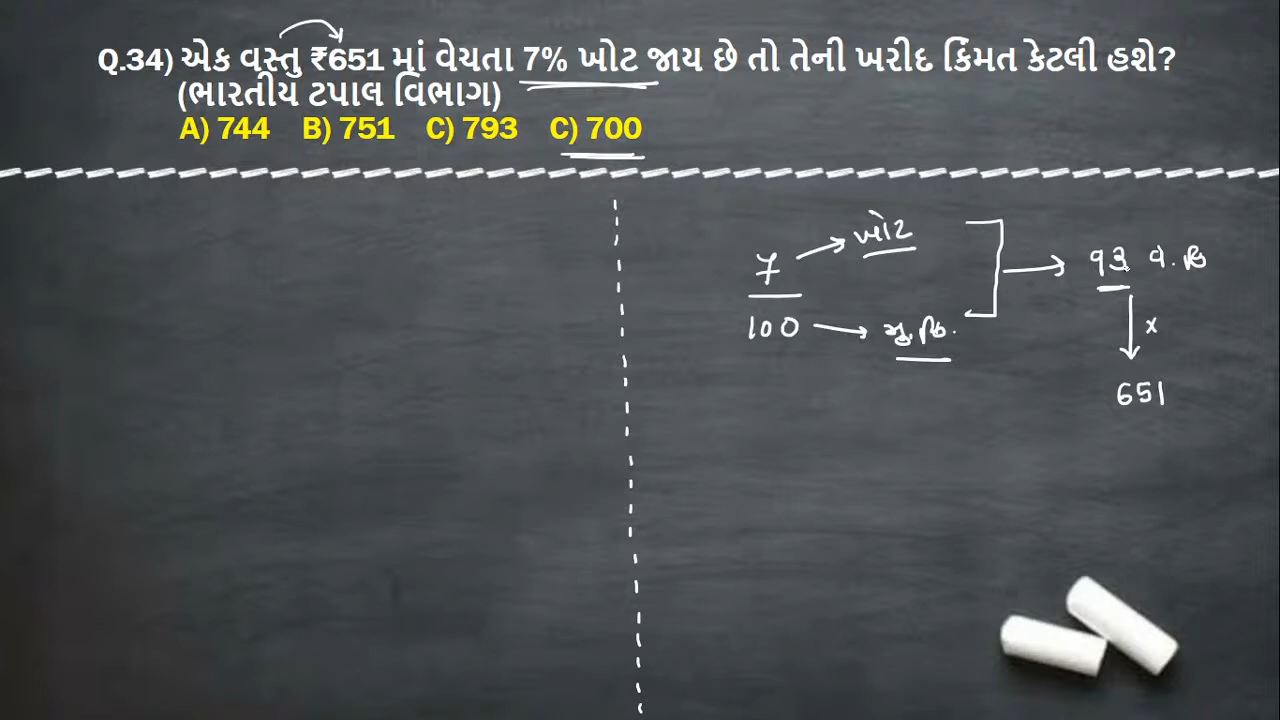 Q.34) એક વસ્તુ ₹651 માં વેચતા 7% ખોટ જાય છે તો તેની ખરીદ કિંમત કેટલી હશે?
(ભારતીય ટપાલ વિભાગ)
A) 744 B) 751 C) 793 C) 700
7 → ખોટ
100 → મુ.કિ.
→ ૧૩ વે.કિ
×
651